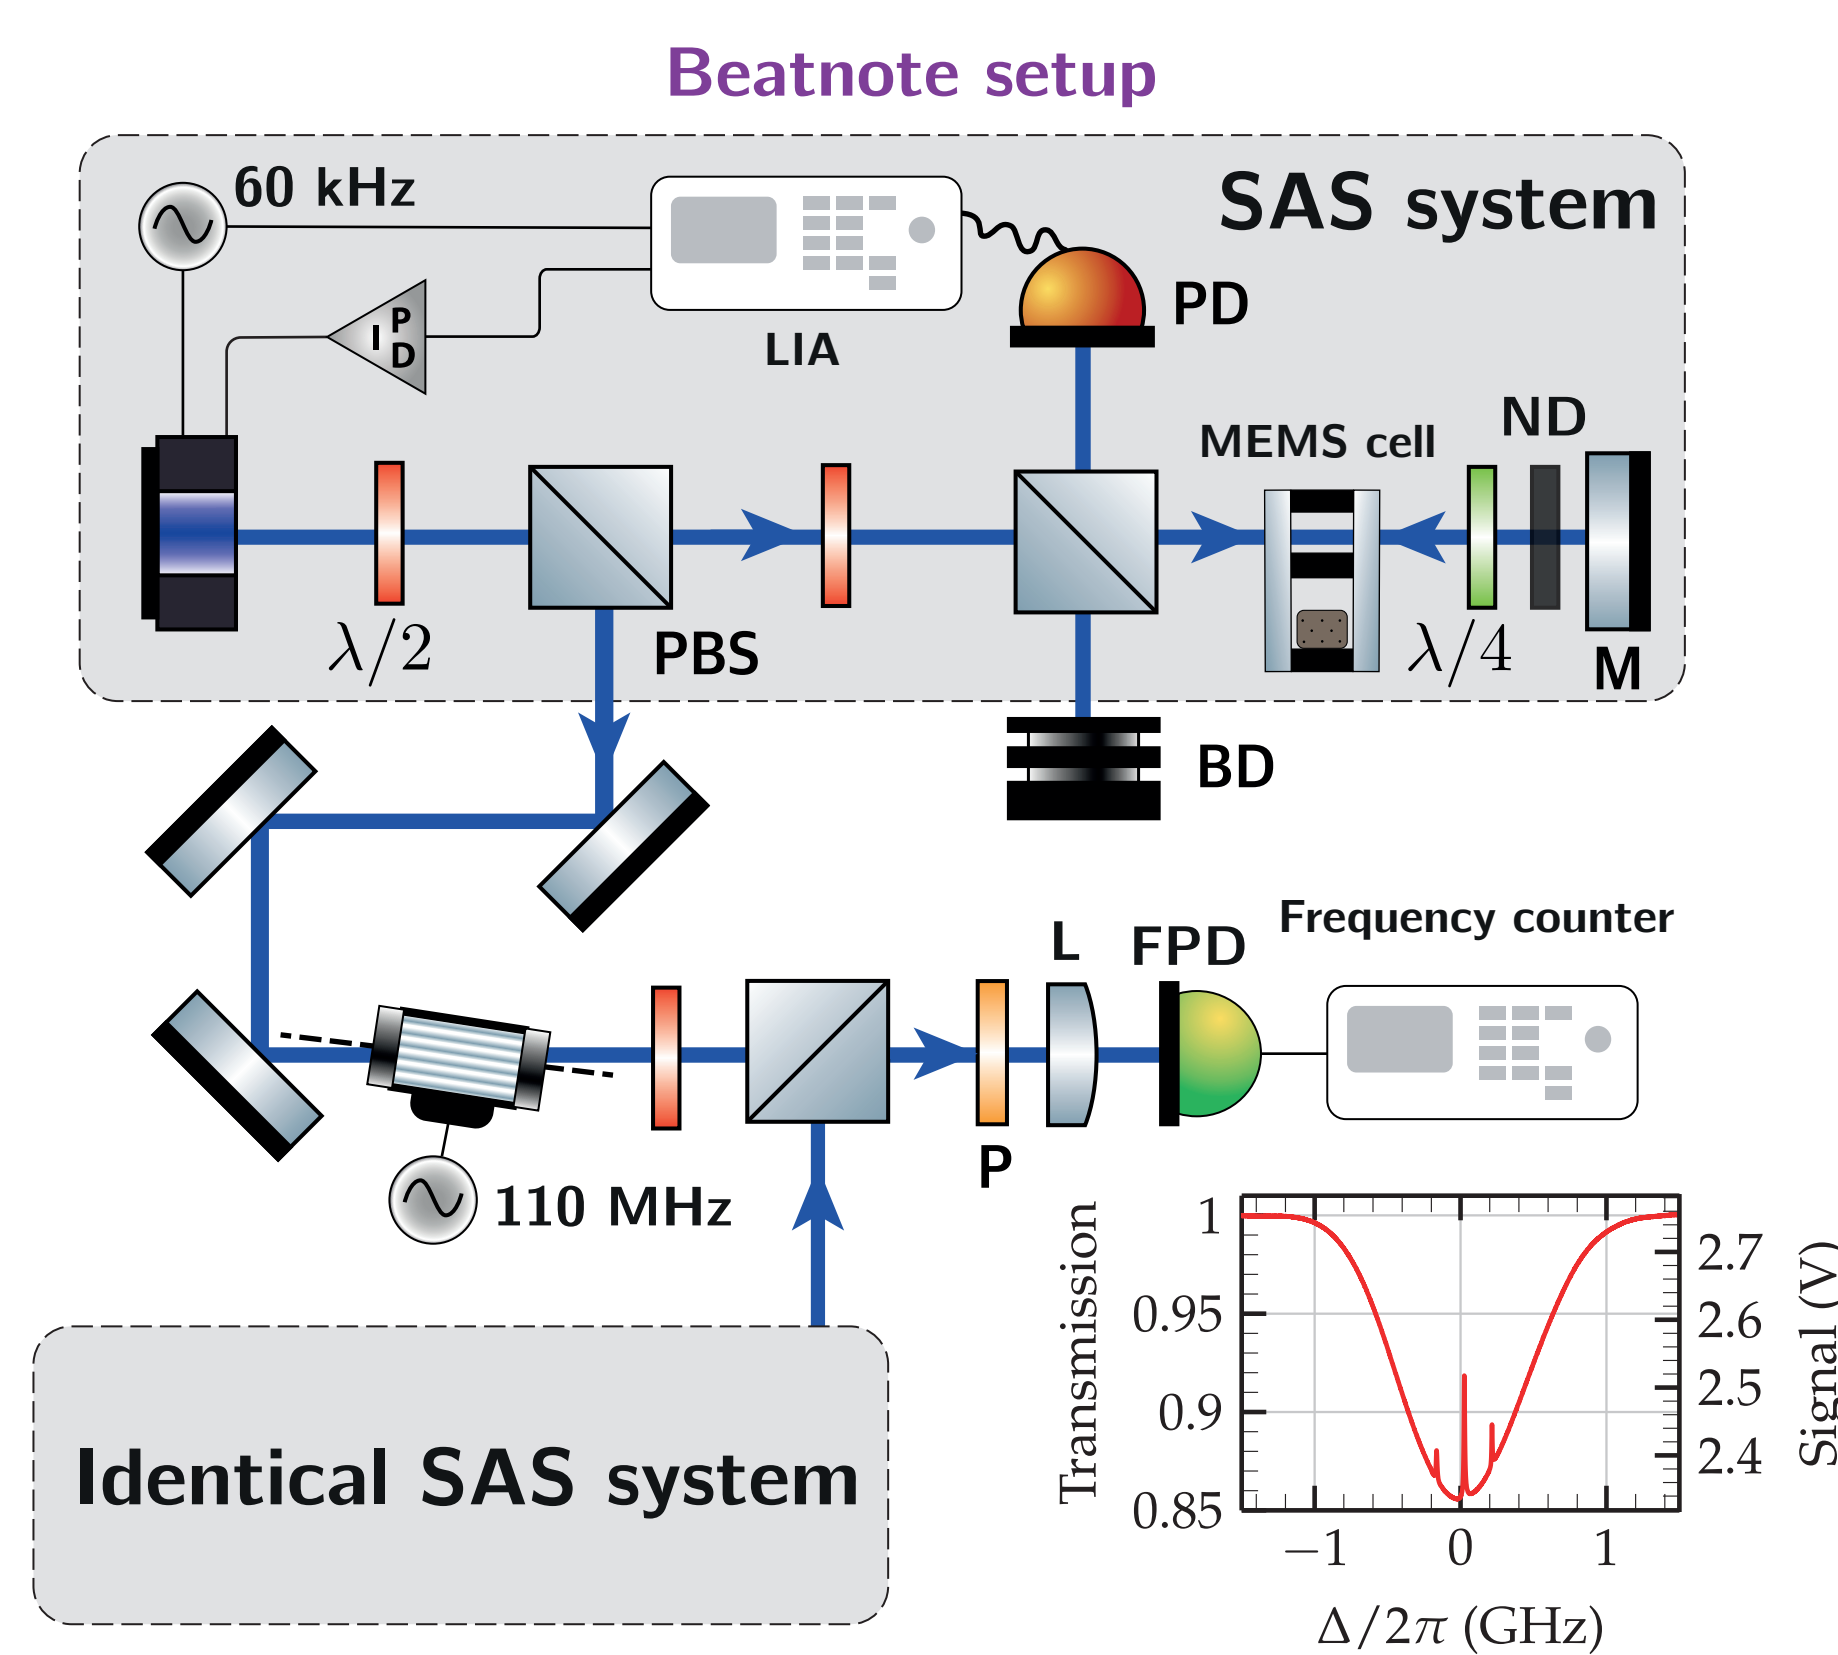 Beatnote setup
60 kHz
SAS system
LIA
PD
I P D
MEMS cell
ND
λ/2
PBS
λ/4
M
BD
L
FPD
Frequency counter
P
110 MHz
Identical SAS system
Transmission
1
0.95
0.9
0.85
2.7
2.6
2.5
2.4
Signal (V)
−1 0 1
Δ/2π (GHz)